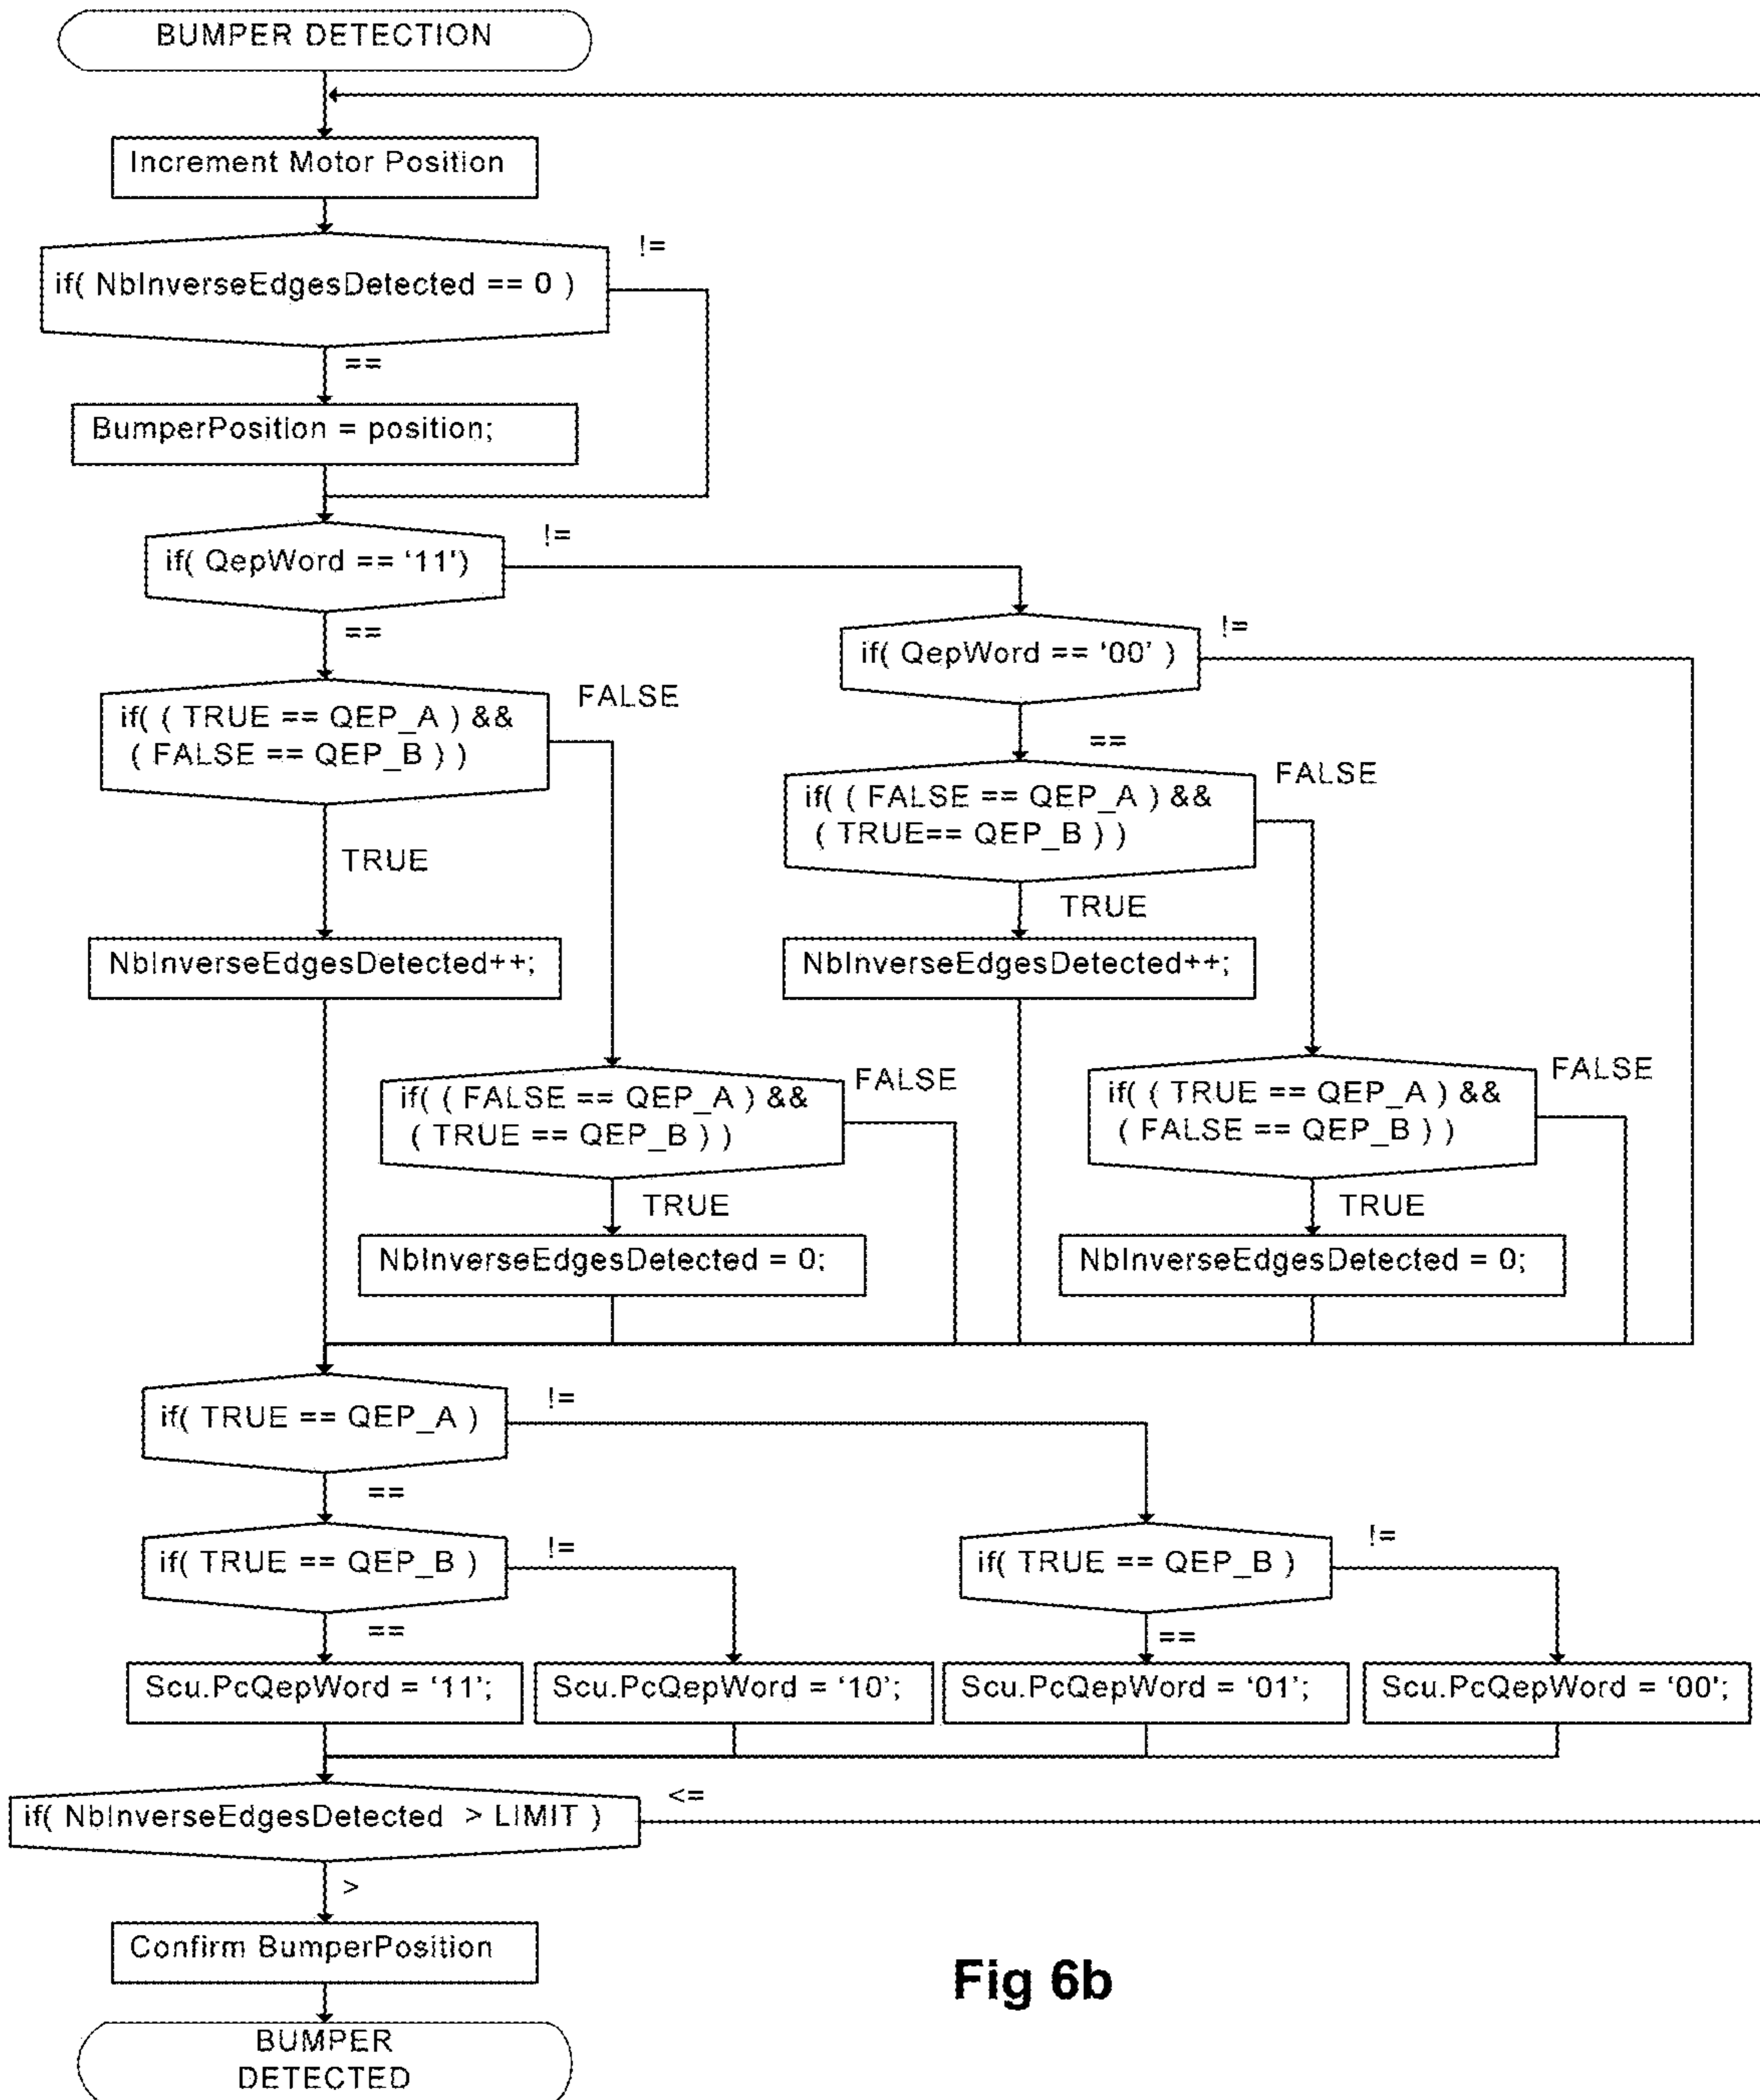 BUMPER DETECTION
Increment Motor Position
!=
if( NbInverseEdgesDetected == 0 )
==
BumperPosition = position;
!=
if( QepWord == '11')
==
!=
if( QepWord == '00' )
==
FALSE
if( ( TRUE == QEP_A ) &&
( FALSE == QEP_B ) )
TRUE
FALSE
if( ( FALSE == QEP_A ) &&
( TRUE== QEP_B ) )
TRUE
NbInverseEdgesDetected++;
NbInverseEdgesDetected++;
FALSE
if( ( FALSE == QEP_A ) &&
( TRUE == QEP_B ) )
TRUE
FALSE
if( ( TRUE == QEP_A ) &&
( FALSE == QEP_B ) )
TRUE
NbInverseEdgesDetected = 0;
NbInverseEdgesDetected = 0;
!=
if( TRUE == QEP_A )
==
!=
if( TRUE == QEP_B )
==
!=
if( TRUE == QEP_B )
==
Scu.PcQepWord = '11';
Scu.PcQepWord = '10';
Scu.PcQepWord = '01';
Scu.PcQepWord = '00';
<=
if( NbInverseEdgesDetected > LIMIT )
>
Confirm BumperPosition
BUMPER
DETECTED
Fig 6b